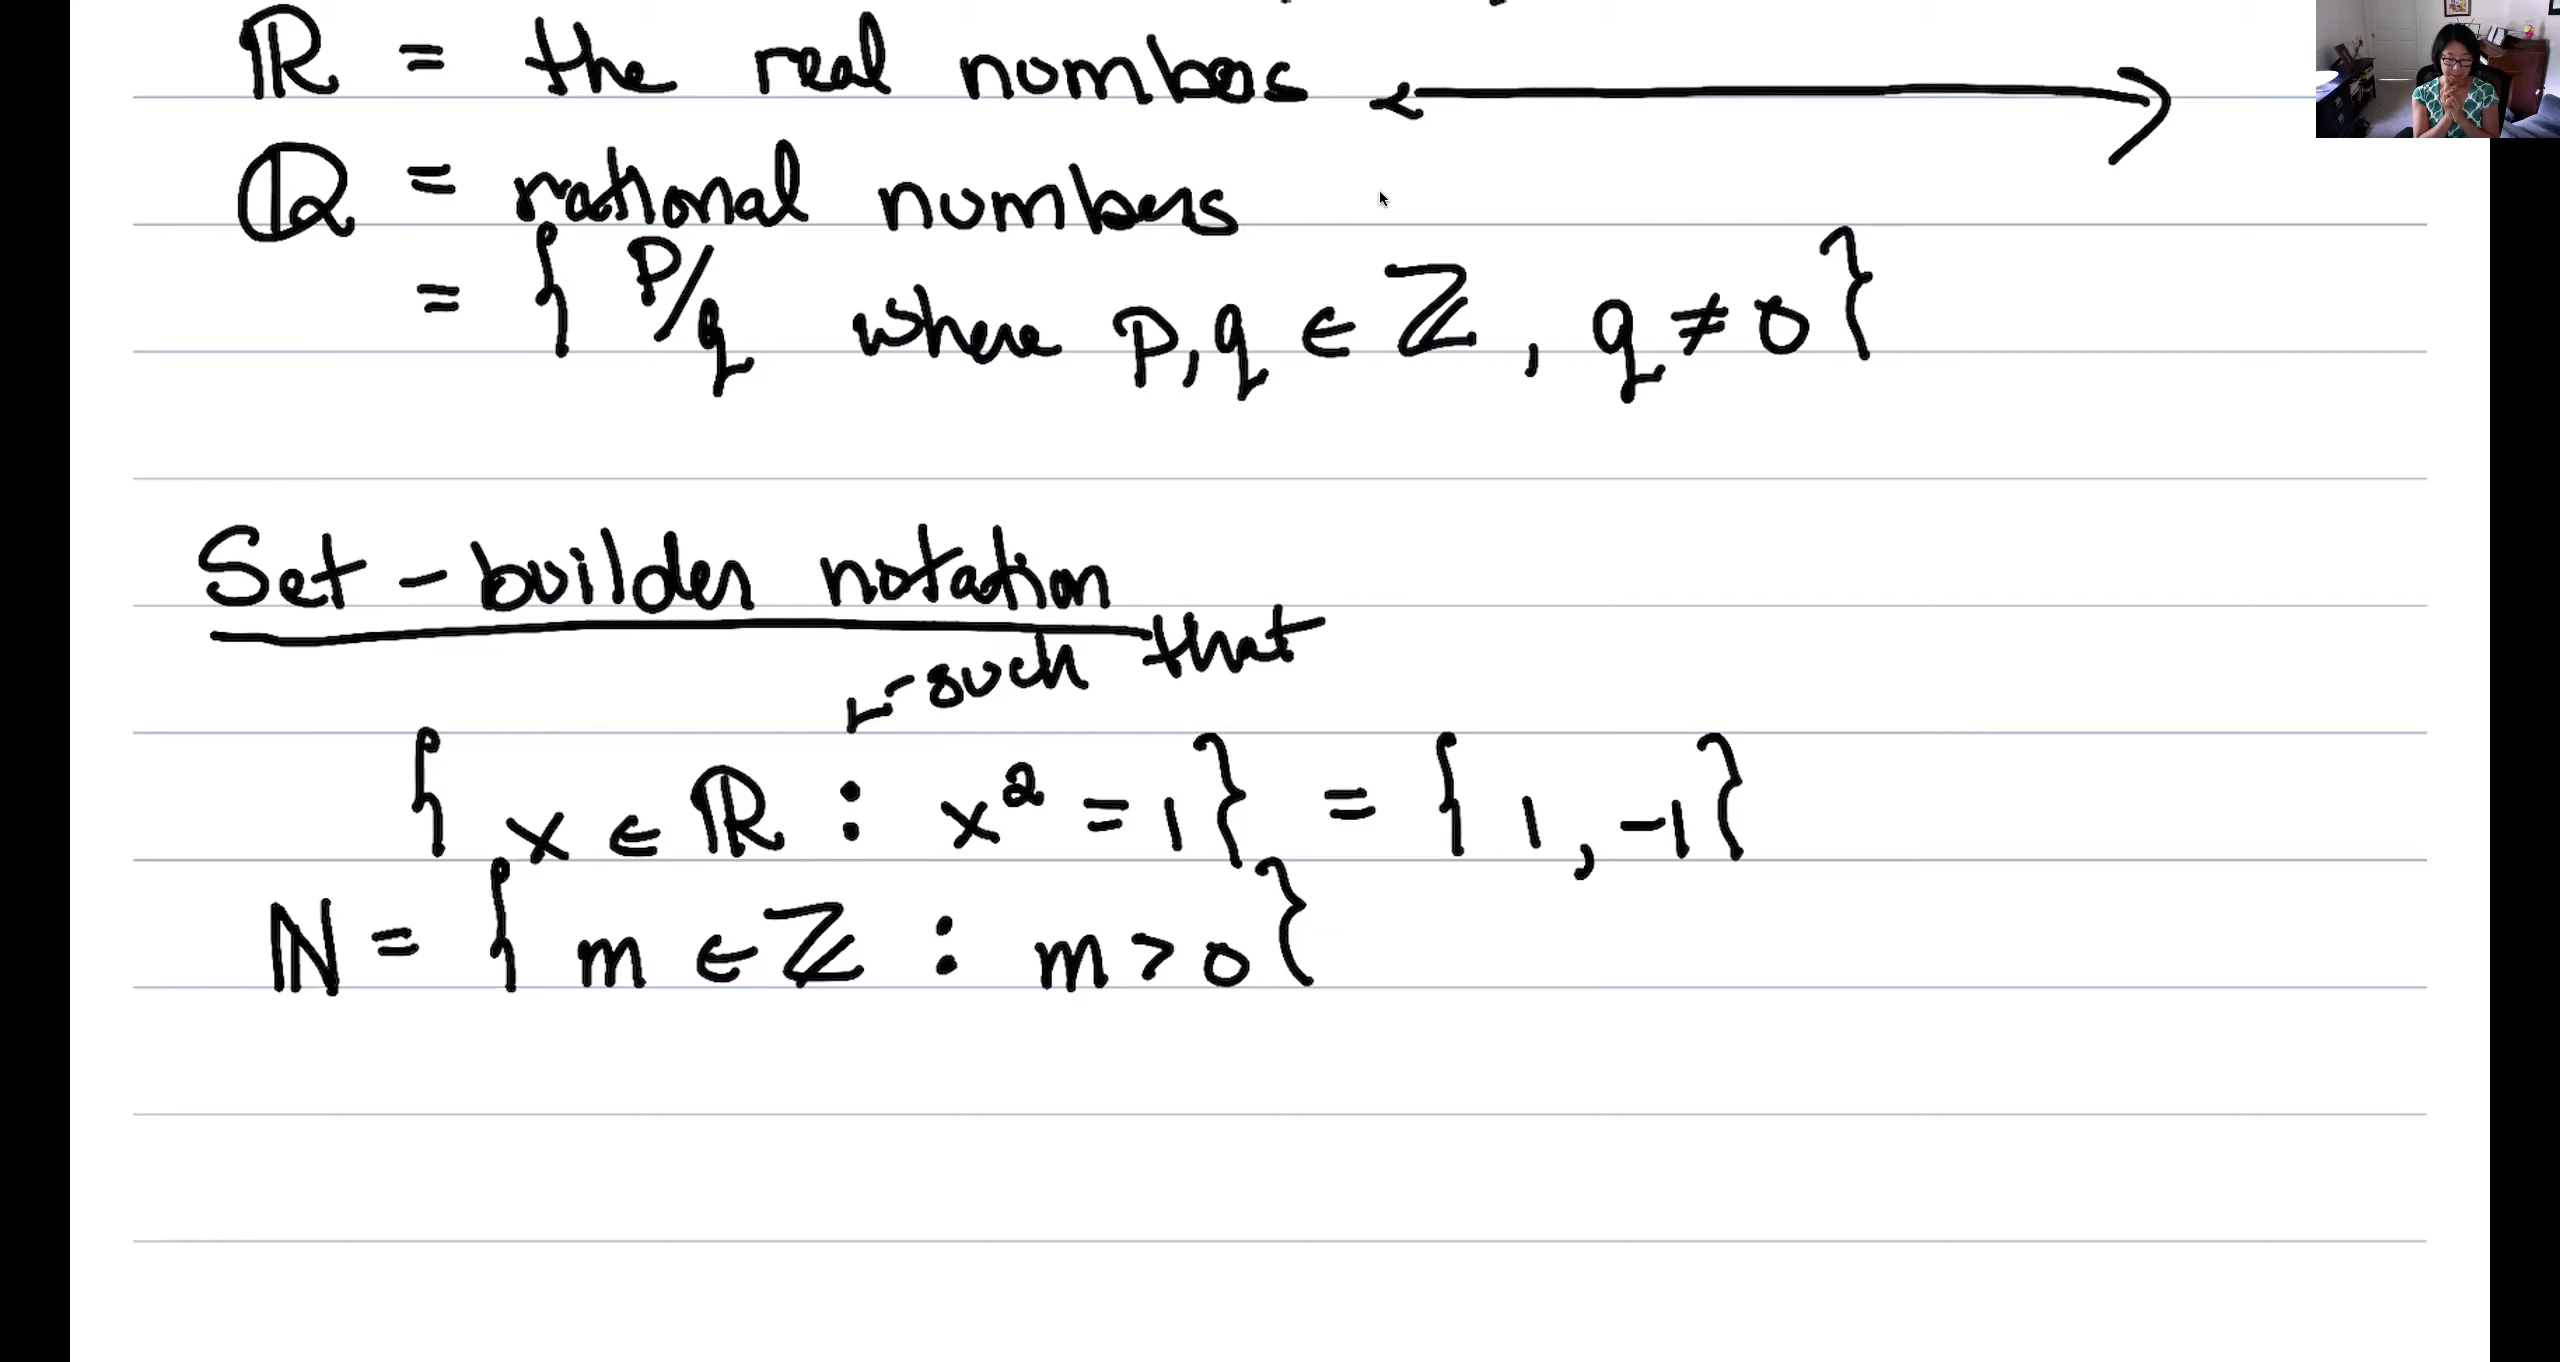 ℝ = the real numbers
ℚ = rational numbers
= { p/q where p, q ∈ ℤ, q ≠ 0 }
Set-builder notation
such that
{ x ∈ ℝ : x² = 1 } = { 1, -1 }
ℕ = { m ∈ ℤ : m > 0 }